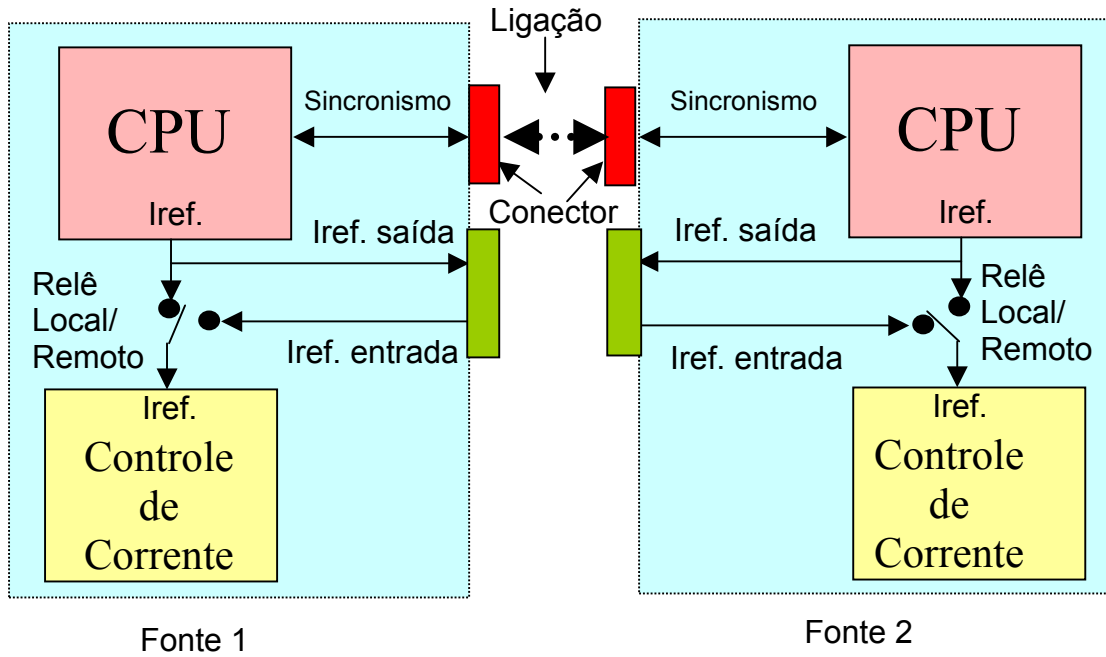 Ligação
CPU
Sincronismo
Iref.
Conector
Iref. saída
Relê
Local/
Remoto
Iref. entrada
Iref.
Controle
de
Corrente
Fonte 1
Sincronismo
CPU
Iref.
Iref. saída
Relê
Local/
Remoto
Iref. entrada
Iref.
Controle
de
Corrente
Fonte 2